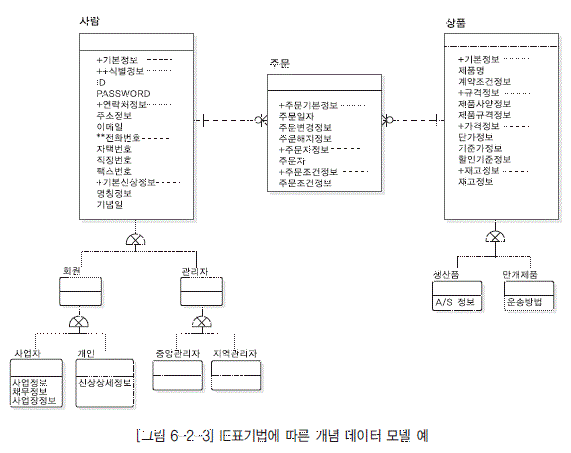 사람
+기본정보 -----
++식별정보 -----
ID
PASSWORD
+연락처정보 -----
주소정보
이메일
**전화번호 -----
자택번호
직장번호
팩스번호
+기본신상정보 -----
명칭정보
기념일
주문
+주문기본정보 -----
주문일자
주문변경정보
주문해지정보
+주문자정보 -----
주문자
+주문조건정보 -----
주문조건정보
상품
+기본정보 -----
제품명
계약조건정보
+규격정보 -----
제품사양정보
제품규격정보
+가격정보 -----
단가정보
기준가정보
할인기준정보
+재고정보 -----
재고정보
회원
관리자
사업자
사업정보
재무정보
사업장정보
개인
신상상세정보
중앙관리자
지역관리자
생산품
A/S 정보
만개제품
운송방법
[그림 6-2-3] IE표기법에 따른 개념 데이터 모델 예